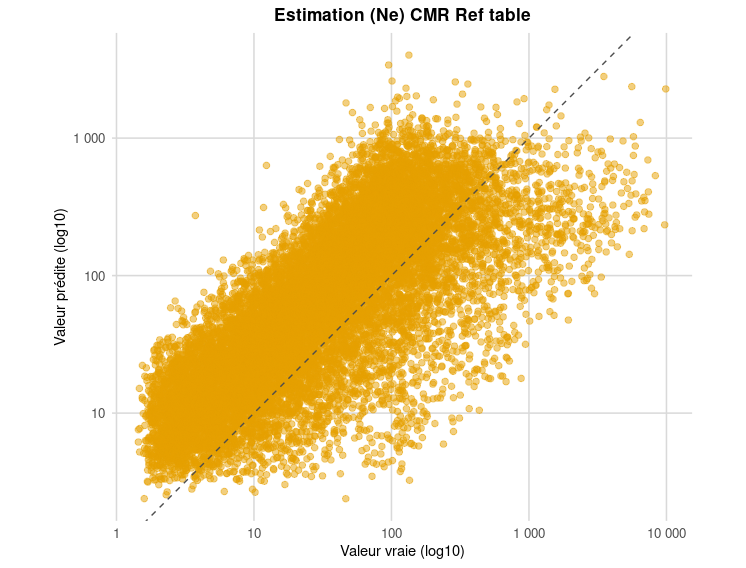 Estimation (Ne) CMR Ref table
Valeur prédite (log10)
1 000
100
10
1
10
100
1 000
10 000
Valeur vraie (log10)